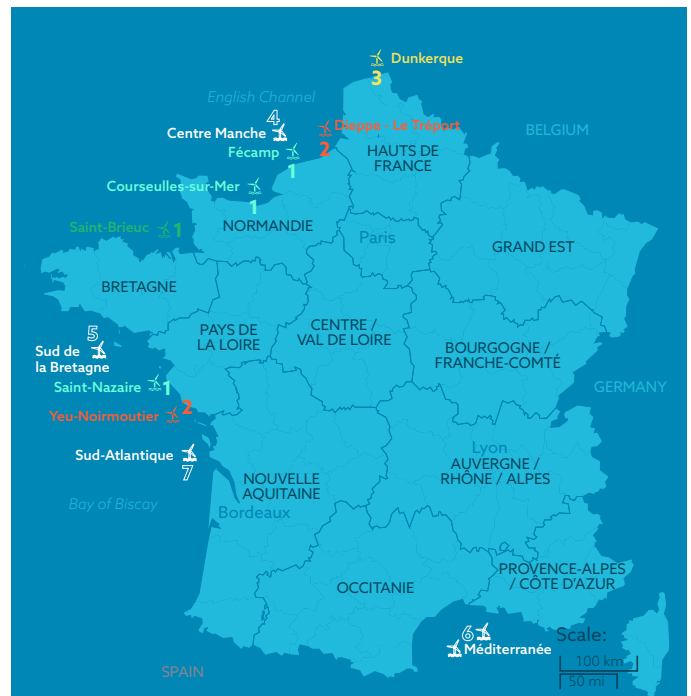 Dunkerque
3
English Channel
4
Centre Manche
Dieppe - Le Tréport
2
BELGIUM
Fécamp
1
HAUTS DE
FRANCE
Courseulles-sur-Mer
1
Saint-Brieuc 1
NORMANDIE
Paris
GRAND EST
BRETAGNE
5
Sud de
la Bretagne
PAYS DE
LA LOIRE
CENTRE /
VAL DE LOIRE
BOURGOGNE /
FRANCHE-COMTÉ
Saint-Nazaire 1
GERMANY
Yeu-Noirmoutier 2
Sud-Atlantique
7
Lyon
AUVERGNE /
RHÔNE / ALPES
NOUVELLE
AQUITAINE
Bay of Biscay
Bordeaux
OCCITANIE
PROVENCE-ALPES
/ CÔTE D'AZUR
6
Méditerranée
Scale:
100 km
50 mi
SPAIN